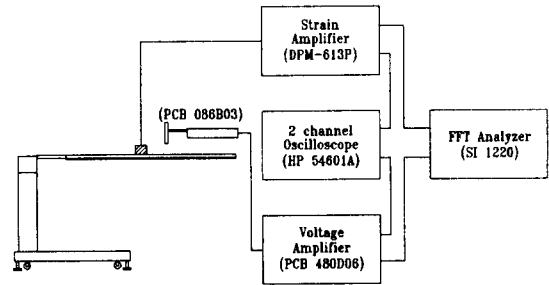 Strain
Amplifier
(DPM-613P)
(PCB 086B03)
2 channel
Oscilloscope
(HP 54601A)
FFT Analyzer
(SI 1220)
Voltage
Amplifier
(PCB 480D06)